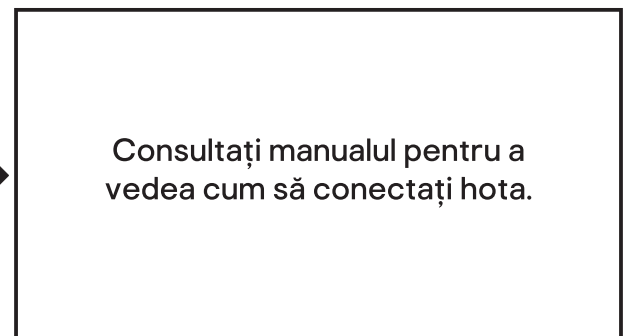 Consultați manualul pentru a
vedea cum să conectați hota.